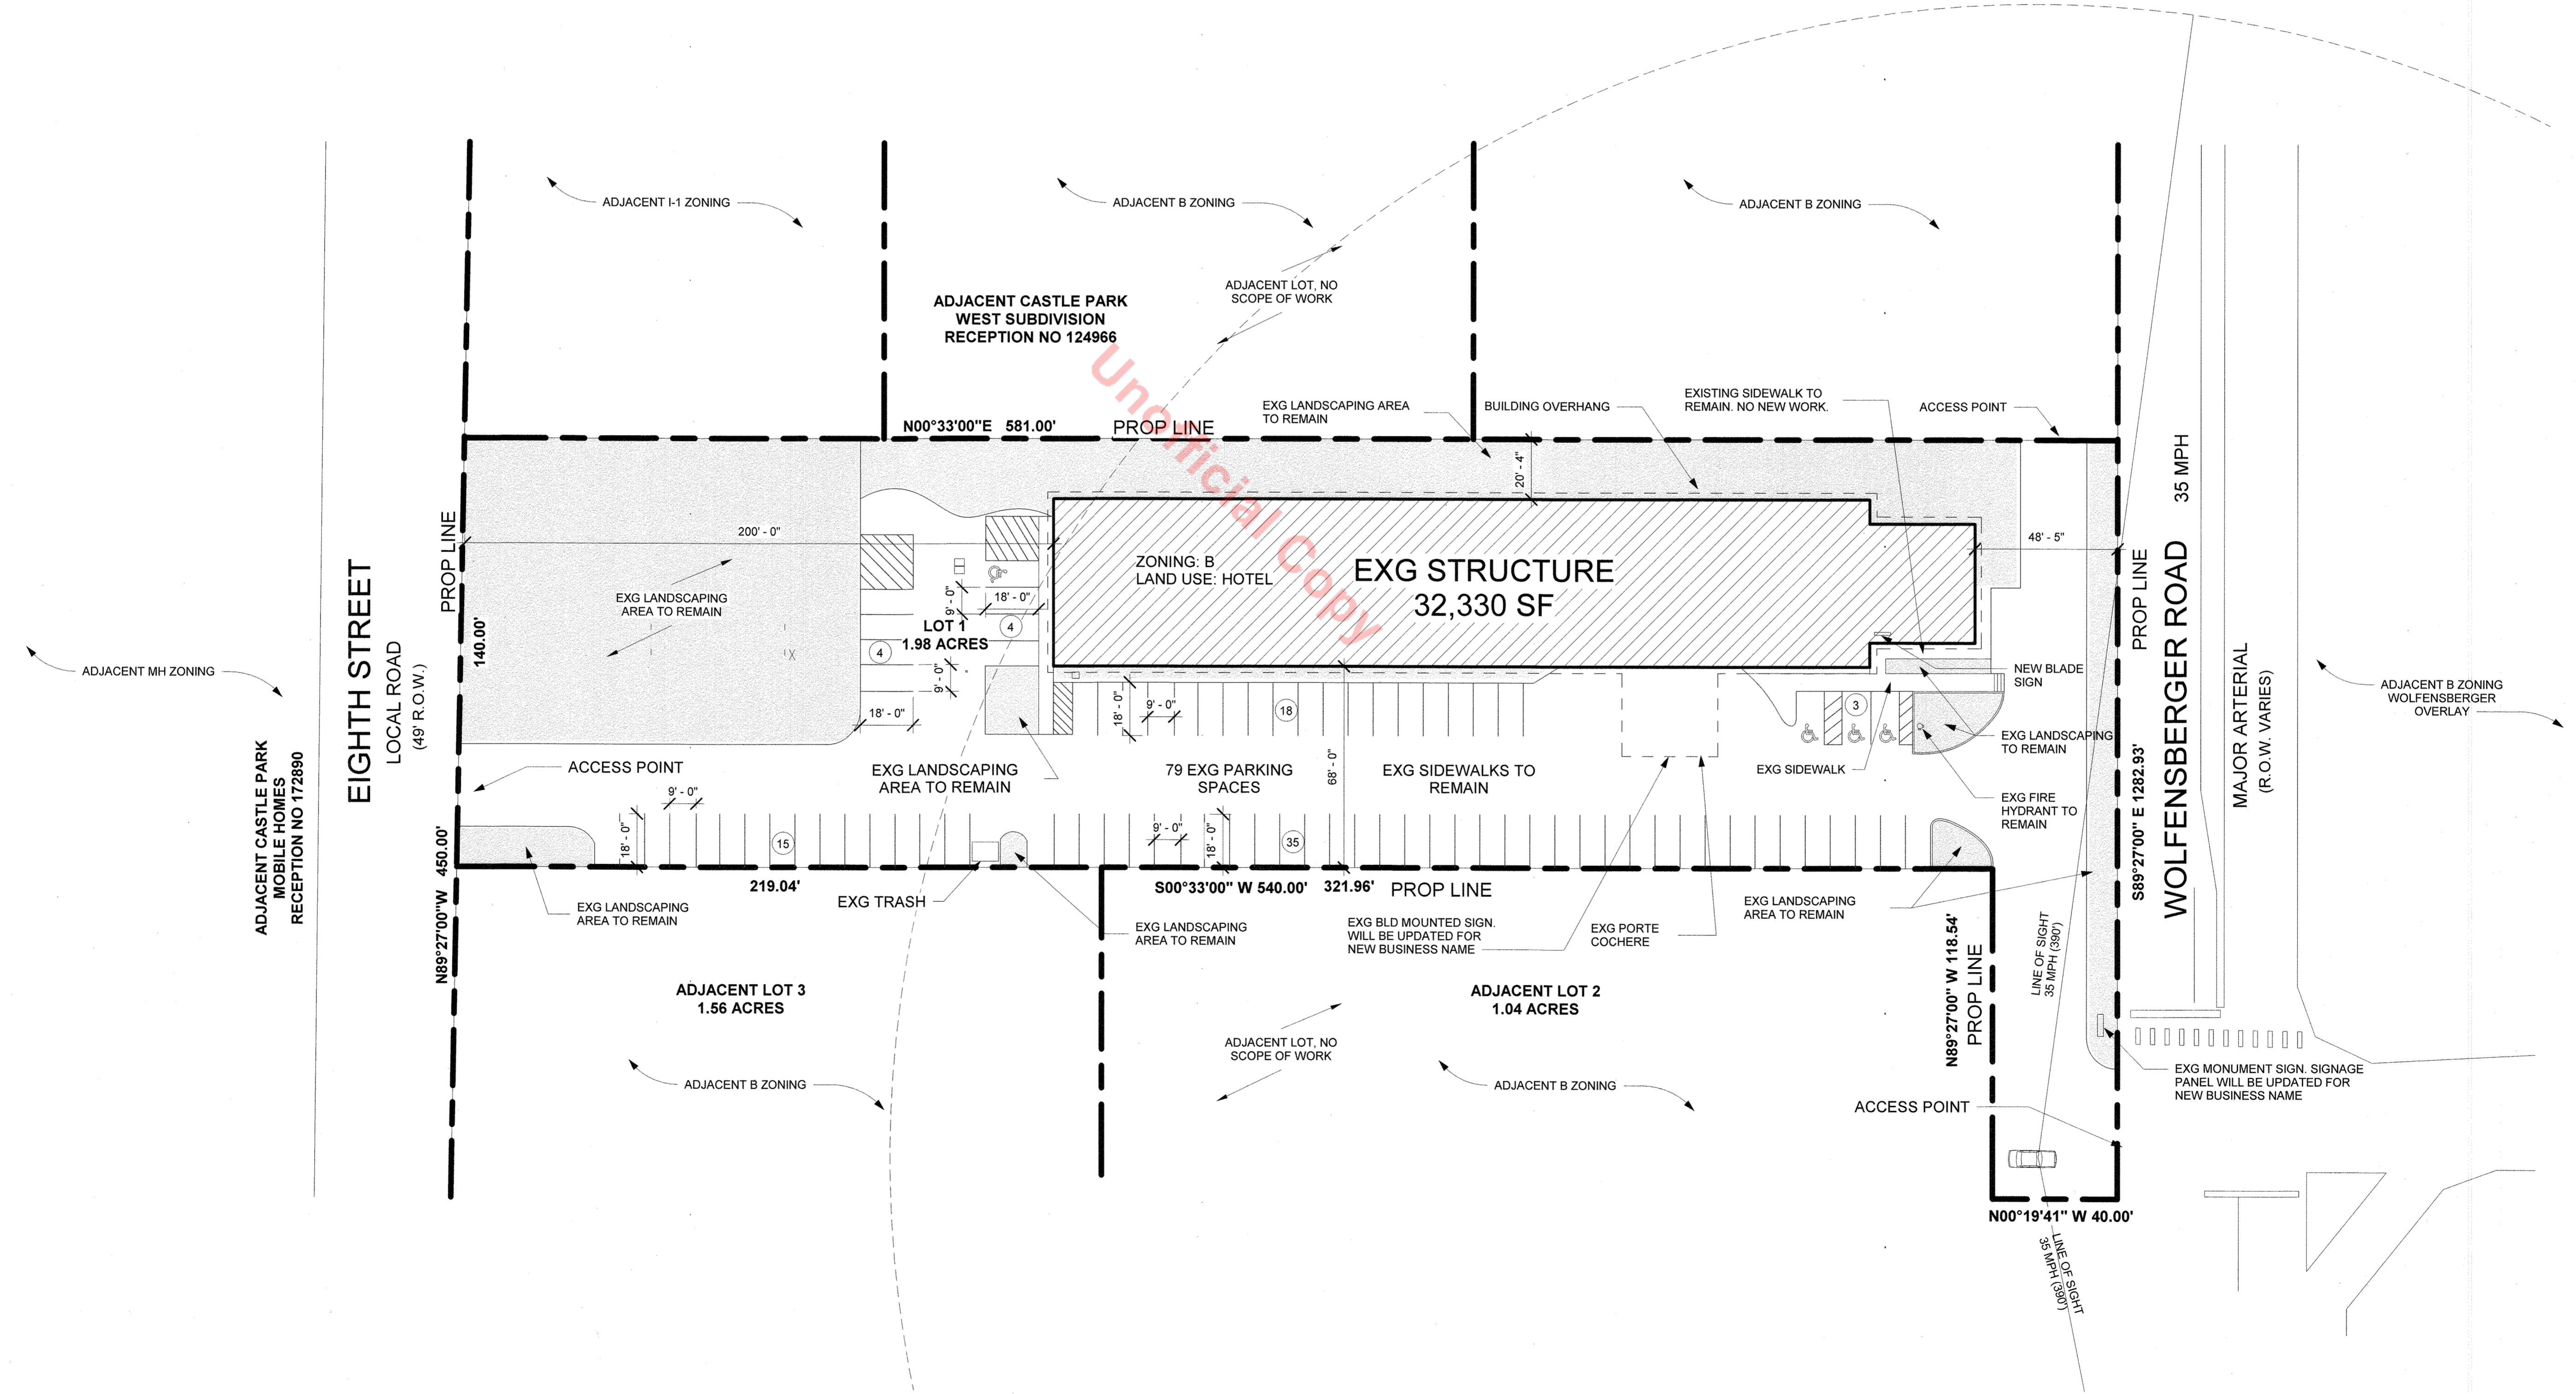 ADJACENT I-1 ZONING
ADJACENT B ZONING
ADJACENT B ZONING
ADJACENT LOT, NO
SCOPE OF WORK
ADJACENT CASTLE PARK
WEST SUBDIVISION
RECEPTION NO 124966
Unofficial Copy
EXG LANDSCAPING AREA
TO REMAIN
BUILDING OVERHANG
EXISTING SIDEWALK TO
REMAIN. NO NEW WORK.
ACCESS POINT
N00°33'00"E 581.00'
PROP LINE
35 MPH
20' - 4"
200' - 0"
48' - 5"
PROP LINE
140.00'
EXG LANDSCAPING
AREA TO REMAIN
X
ZONING: B
LAND USE: HOTEL
EXG STRUCTURE
32,330 SF
9' - 0"
18' - 0"
LOT 1
1.98 ACRES
4
4
9' - 0"
18' - 0"
PROP LINE
WOLFENSBERGER ROAD
MAJOR ARTERIAL
(R.O.W. VARIES)
ADJACENT B ZONING
WOLFENSBERGER
OVERLAY
ADJACENT MH ZONING
EIGHTH STREET
LOCAL ROAD
(49' R.O.W.)
ADJACENT CASTLE PARK
MOBILE HOMES
RECEPTION NO 172890
NEW BLADE
SIGN
18' - 0"
9' - 0"
18
3
EXG LANDSCAPING
TO REMAIN
EXG SIDEWALK
EXG FIRE
HYDRANT TO
REMAIN
ACCESS POINT
EXG LANDSCAPING
AREA TO REMAIN
79 EXG PARKING
SPACES
68' - 0"
EXG SIDEWALKS TO
REMAIN
S89°27'00" E 1282.93'
9' - 0"
18' - 0"
15
9' - 0"
18' - 0"
35
N89°27'00"W 450.00'
219.04'
EXG TRASH
S00°33'00" W 540.00'
321.96'
PROP LINE
EXG LANDSCAPING
AREA TO REMAIN
EXG LANDSCAPING
AREA TO REMAIN
EXG BLD MOUNTED SIGN.
WILL BE UPDATED FOR
NEW BUSINESS NAME
EXG PORTE
COCHERE
EXG LANDSCAPING
AREA TO REMAIN
N89°27'00" W 118.54'
PROP LINE
LINE OF SIGHT
35 MPH (390')
ADJACENT LOT 3
1.56 ACRES
ADJACENT LOT 2
1.04 ACRES
ADJACENT LOT, NO
SCOPE OF WORK
ADJACENT B ZONING
ADJACENT B ZONING
EXG MONUMENT SIGN. SIGNAGE
PANEL WILL BE UPDATED FOR
NEW BUSINESS NAME
ACCESS POINT
N00°19'41" W 40.00'
LINE OF SIGHT
35 MPH (390')